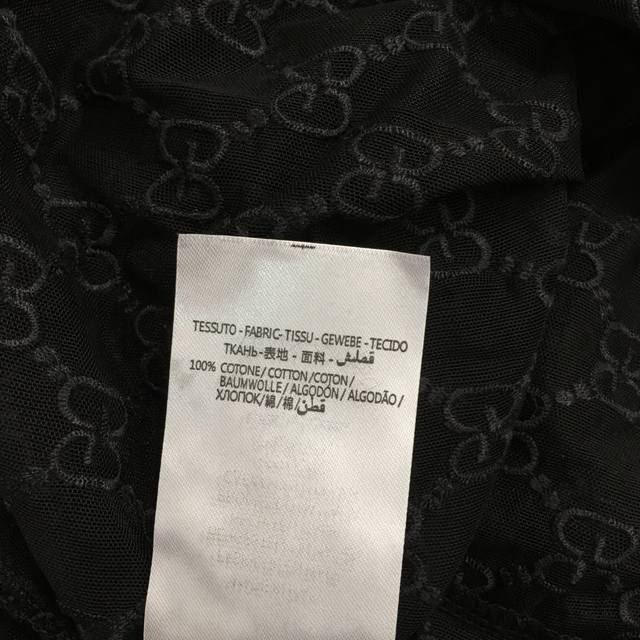 TESSUTO - FABRIC - TISSU - GEWEBE - TECIDO
ТКАНЬ - 表地 - 面料 - قماش
100% COTONE / COTTON /COTON /
BAUMWOLLE / ALGODÓN / ALGODÃO /
ХЛОПОК/綿/棉/قطن